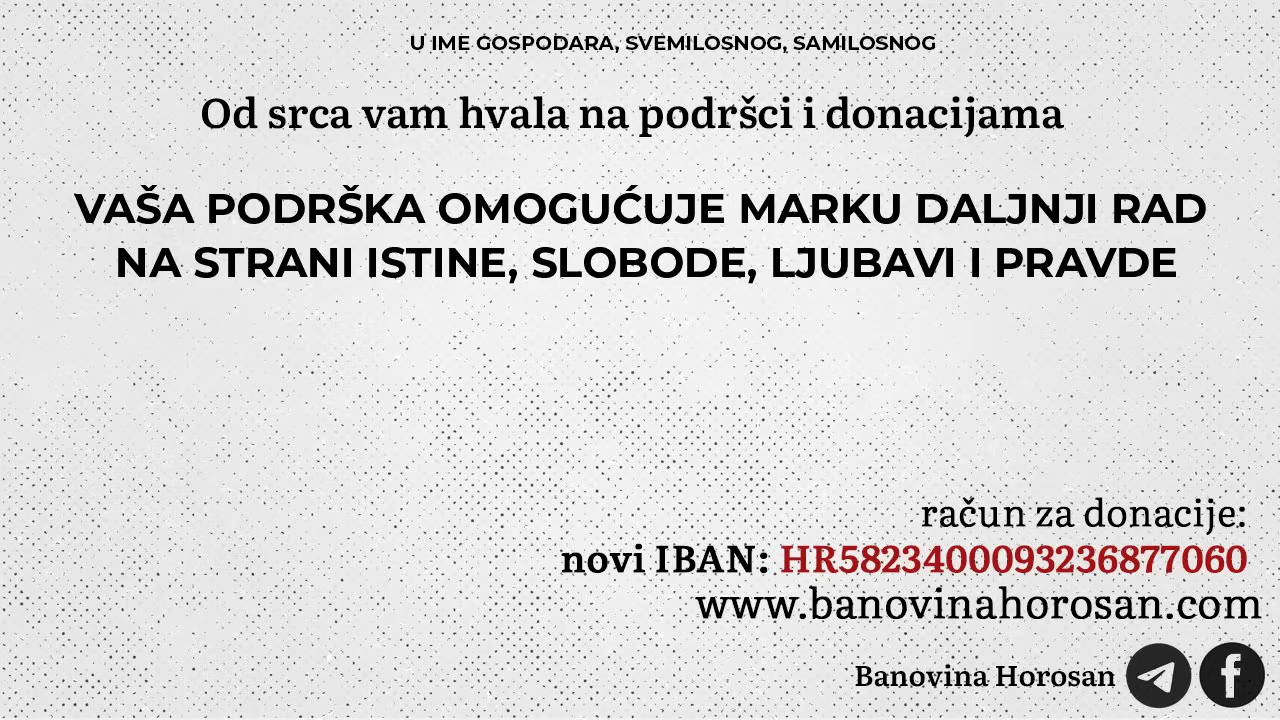 U IME GOSPODARA, SVEMILOSNOG, SAMILOSNOG
Od srca vam hvala na podršci i donacijama
VAŠA PODRŠKA OMOGUĆUJE MARKU DALJNJI RAD
NA STRANI ISTINE, SLOBODE, LJUBAVI I PRAVDE
račun za donacije:
novi IBAN: HR5823400093236877060
www.banovinahorosan.com
Banovina Horosan